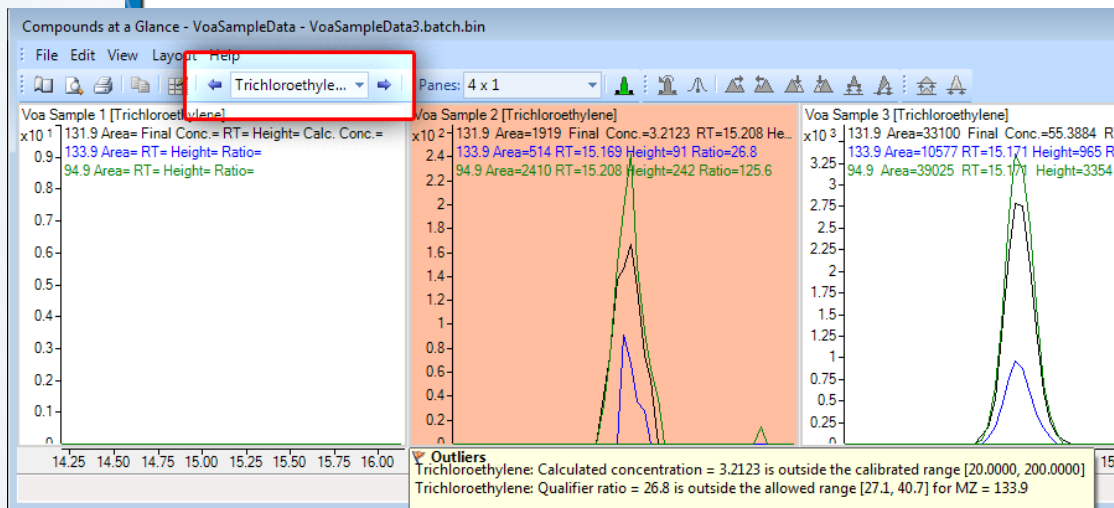 Compounds at a Glance - VoaSampleData - VoaSampleData3.batch.bin
File Edit View Layout Help
Trichloroethyle... Panes: 4 x 1
Voa Sample 1 [Trichloroethylene]
x10 1 131.9 Area= Final Conc.= RT= Height= Calc. Conc.=
133.9 Area= RT= Height= Ratio=
94.9 Area= RT= Height= Ratio=
0.9
0.8
0.7
0.6
0.5
0.4
0.3
0.2
0.1
0
14.25 14.50 14.75 15.00 15.25 15.50 15.75 16.00
Voa Sample 2 [Trichloroethylene]
x10 2 131.9 Area=1919 Final Conc.=3.2123 RT=15.208 He...
133.9 Area=514 RT=15.169 Height=91 Ratio=26.8
94.9 Area=2410 RT=15.208 Height=242 Ratio=125.6
2.4
2.2
2
1.8
1.6
1.4
1.2
1
0.8
0.6
0.4
0.2
0
Voa Sample 3 [Trichloroethylene]
x10 3 131.9 Area=33100 Final Conc.=55.3884 R
133.9 Area=10577 RT=15.171 Height=965 R
94.9 Area=39025 RT=15.171 Height=3354
3.25
3
2.75
2.5
2.25
2
1.75
1.5
1.25
1
0.75
0.5
0.25
0
15
Outliers
Trichloroethylene: Calculated concentration = 3.2123 is outside the calibrated range [20.0000, 200.0000]
Trichloroethylene: Qualifier ratio = 26.8 is outside the allowed range [27.1, 40.7] for MZ = 133.9